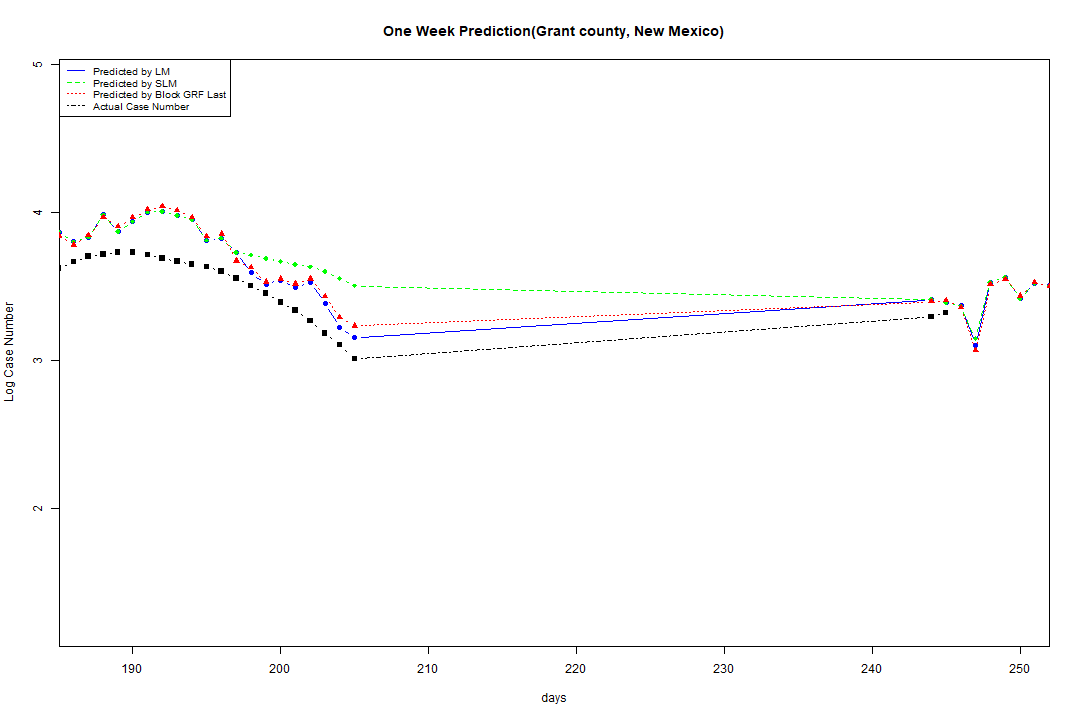 One Week Prediction(Grant county, New Mexico)
Predicted by LM
Predicted by SLM
Predicted by Block GRF Last
Actual Case Number
5
4
3
2
Log Case Number
190 200 210 220 230 240 250
days